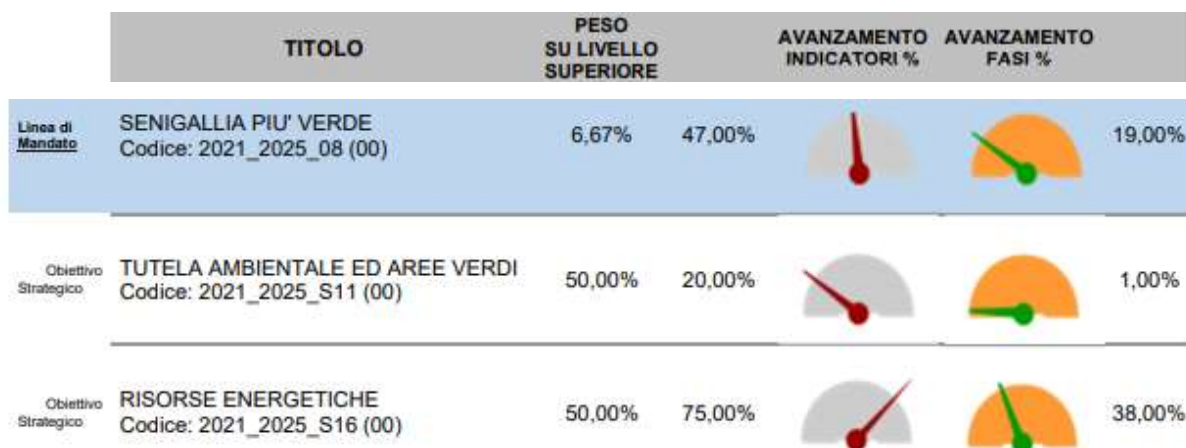 TITOLO
PESO
SU LIVELLO
SUPERIORE
AVANZAMENTO
INDICATORI %
AVANZAMENTO
FASI %
Linea di
Mandato
SENIGALLIA PIU' VERDE
Codice: 2021_2025_08 (00)
6,67%
47,00%
19,00%
Obiettivo
Strategico
TUTELA AMBIENTALE ED AREE VERDI
Codice: 2021_2025_S11 (00)
50,00%
20,00%
1,00%
Obiettivo
Strategico
RISORSE ENERGETICHE
Codice: 2021_2025_S16 (00)
50,00%
75,00%
38,00%